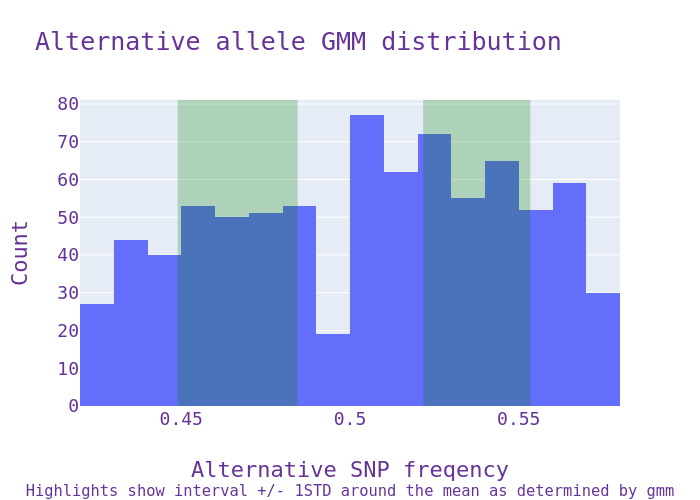 Alternative allele GMM distribution
80
70
60
50
40
30
20
10
0
Count
0.45 0.5 0.55
Alternative SNP freqency
Highlights show interval +/- 1STD around the mean as determined by gmm